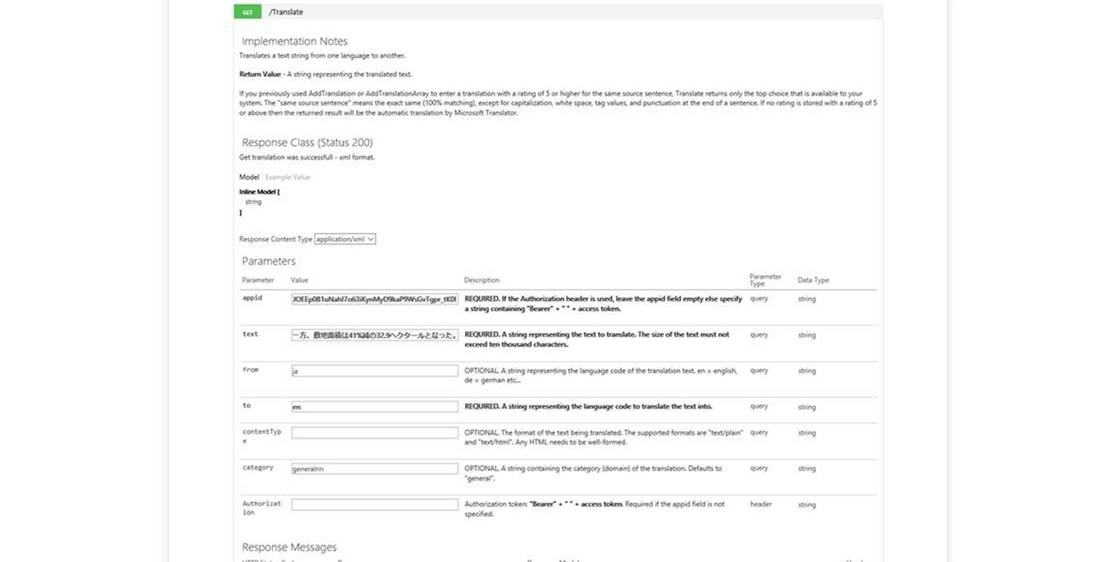 GET /Translate
Implementation Notes
Translates a text string from one language to another.
Return Value - A string representing the translated text.
If you previously used AddTranslation or AddTranslationArray to enter a translation with a rating of 5 or higher for the same source sentence, Translate returns only the top choice that is available to your
system. The "same source sentence" means the exact same (100% matching), except for capitalization, white space, tag values, and punctuation at the end of a sentence. If no rating is stored with a rating of 5
or above then the returned result will be the automatic translation by Microsoft Translator.
Response Class (Status 200)
Get translation was successfull - xml format.
Model Example Value
Inline Model [
string
]
Response Content Type application/xml
Parameters
Parameter Value Description Parameter Type Data Type
appid REQUIRED. If the Authorization header is used, leave the appid field empty else specify query string
a string containing "Bearer" + " " + access token.
text 一方、敷地面積は41%減の32.9ヘクタールとなった。 REQUIRED. A string representing the text to translate. The size of the text must not query string
exceed ten thousand characters.
from ja OPTIONAL. A string representing the language code of the translation text. en = english, query string
de = german etc...
to en REQUIRED. A string representing the language code to translate the text into. query string
contentTyp OPTIONAL. The format of the text being translated. The supported formats are "text/plain" query string
e and "text/html". Any HTML needs to be well-formed.
category generalnn OPTIONAL. A string containing the category (domain) of the translation. Defaults to query string
"general".
Authorizat Authorization token: "Bearer" + " " + access token. Required if the appid field is not header string
ion specified.
Response Messages